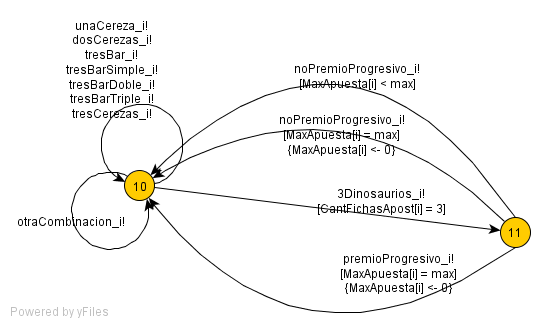 unaCereza_i!
dosCerezas_i!
tresBar_i!
tresBarSimple_i!
tresBarDoble_i!
tresBarTriple_i!
tresCerezas_i!
noPremioProgresivo_i!
[MaxApuesta[i] < max]
noPremioProgresivo_i!
[MaxApuesta[i] = max]
{MaxApuesta[i] <- 0}
10
3Dinosaurios_i!
[CantFichasApost[i] = 3]
otraCombinacion_i!
11
premioProgresivo_i!
[MaxApuesta[i] = max]
{MaxApuesta[i] <- 0}
Powered by yFiles